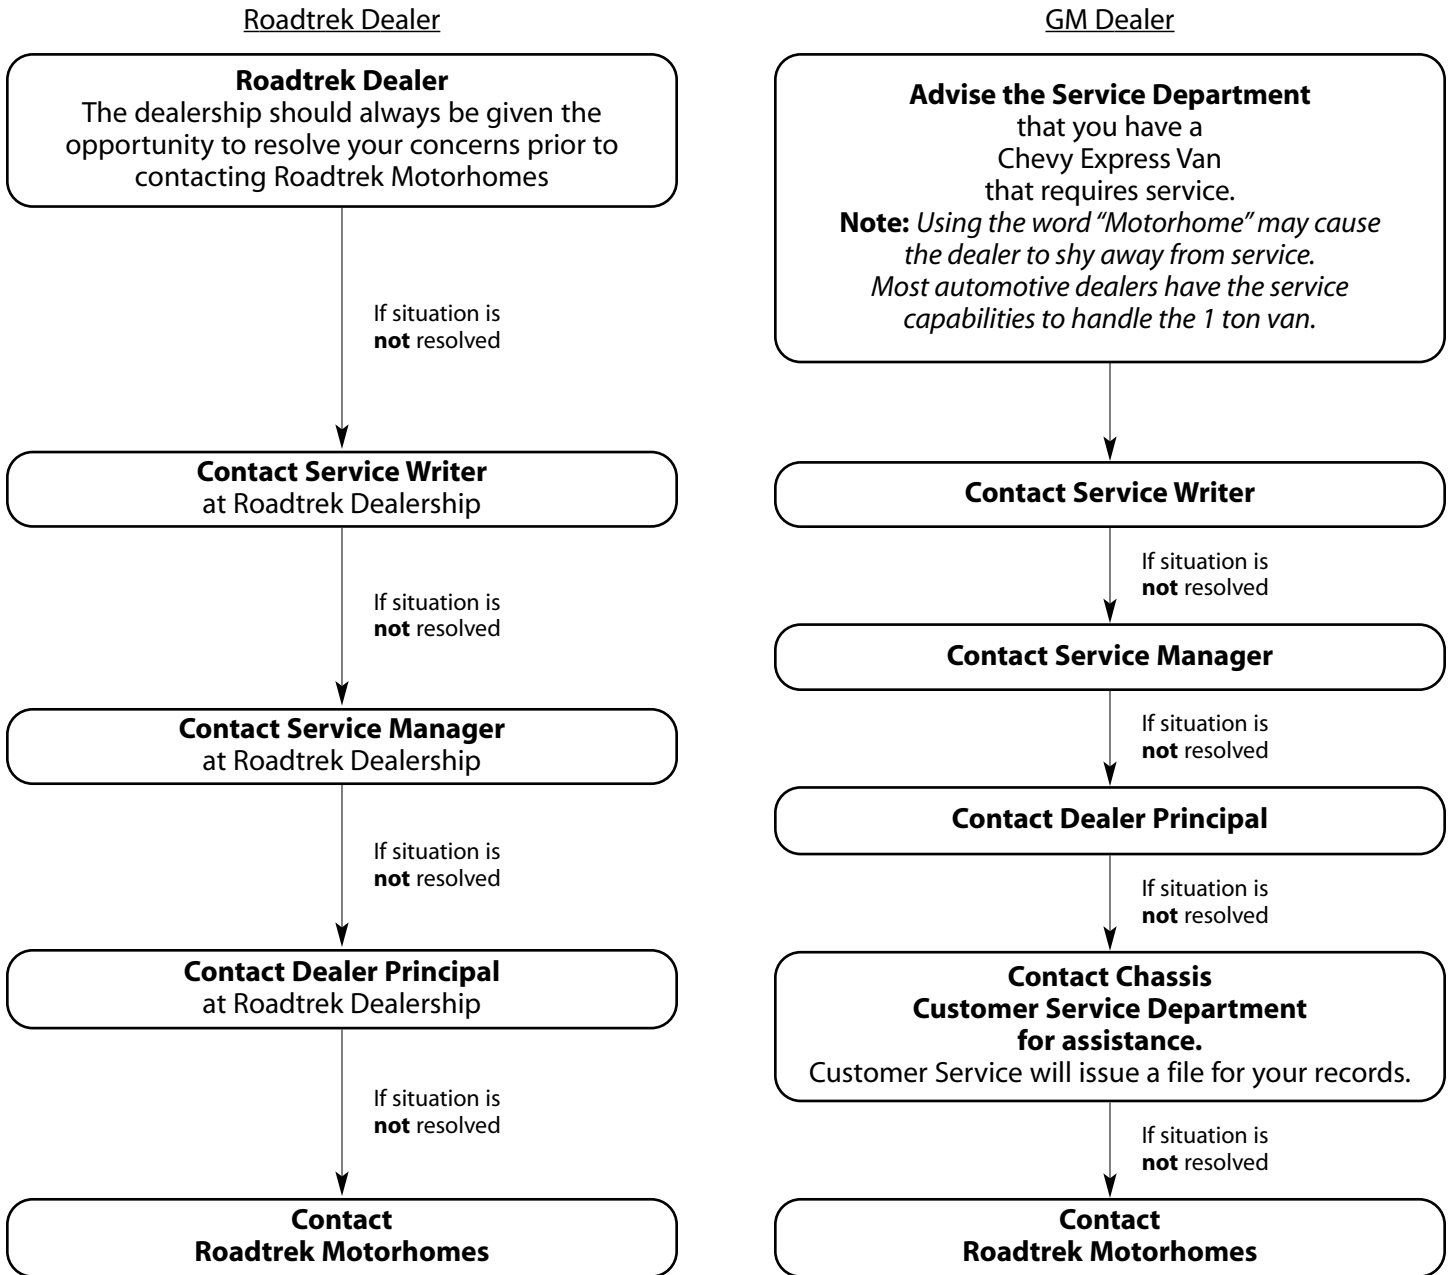 Roadtrek Dealer
Roadtrek Dealer
The dealership should always be given the
opportunity to resolve your concerns prior to
contacting Roadtrek Motorhomes
If situation is
not resolved
Contact Service Writer
at Roadtrek Dealership
If situation is
not resolved
Contact Service Manager
at Roadtrek Dealership
If situation is
not resolved
Contact Dealer Principal
at Roadtrek Dealership
If situation is
not resolved
Contact
Roadtrek Motorhomes
GM Dealer
Advise the Service Department
that you have a
Chevy Express Van
that requires service.
Note: Using the word “Motorhome” may cause
the dealer to shy away from service.
Most automotive dealers have the service
capabilities to handle the 1 ton van.
Contact Service Writer
If situation is
not resolved
Contact Service Manager
If situation is
not resolved
Contact Dealer Principal
If situation is
not resolved
Contact Chassis
Customer Service Department
for assistance.
Customer Service will issue a file for your records.
If situation is
not resolved
Contact
Roadtrek Motorhomes